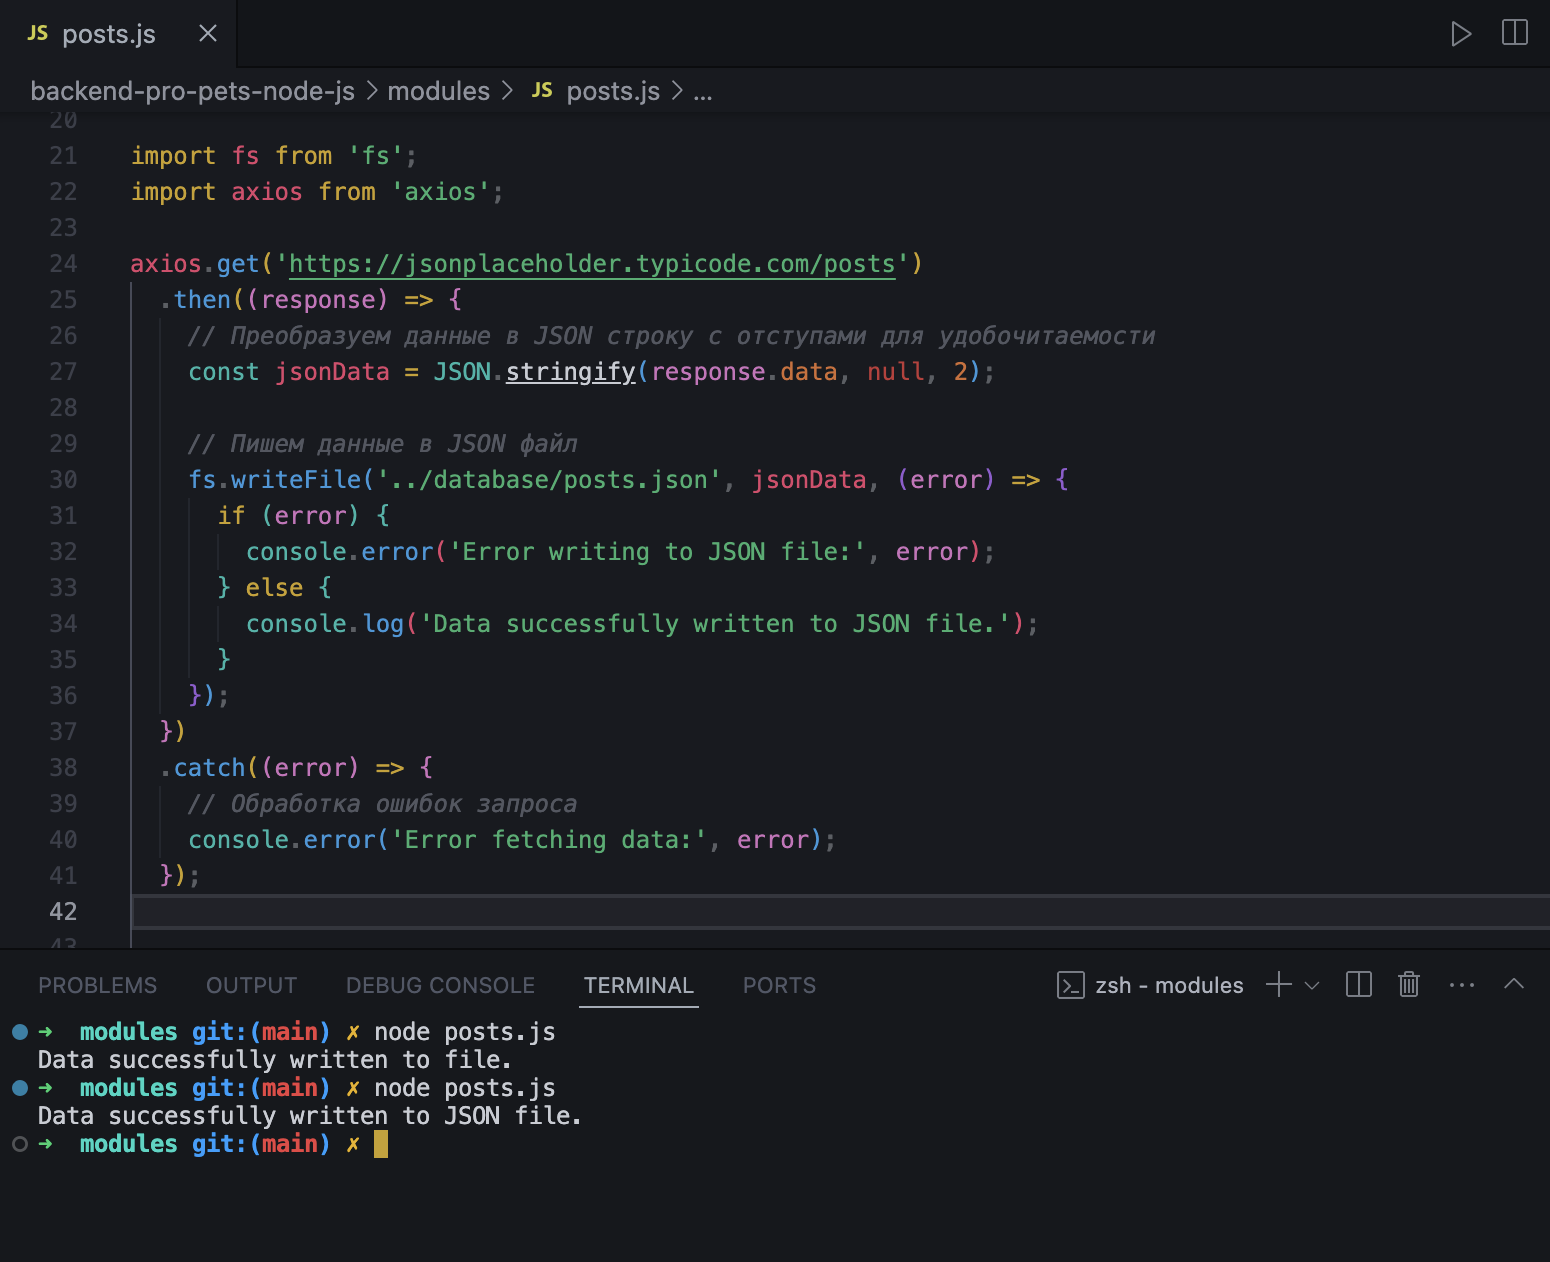 JS posts.js
backend-pro-pets-node-js > modules > JS posts.js > ...
20
21 import fs from 'fs';
22 import axios from 'axios';
23
24 axios.get('https://jsonplaceholder.typicode.com/posts')
25 .then((response) => {
26 // Преобразуем данные в JSON строку с отступами для удобочитаемости
27 const jsonData = JSON.stringify(response.data, null, 2);
28
29 // Пишем данные в JSON файл
30 fs.writeFile('../database/posts.json', jsonData, (error) => {
31 if (error) {
32 console.error('Error writing to JSON file:', error);
33 } else {
34 console.log('Data successfully written to JSON file.');
35 }
36 });
37 })
38 .catch((error) => {
39 // Обработка ошибок запроса
40 console.error('Error fetching data:', error);
41 });
42
43
PROBLEMS OUTPUT DEBUG CONSOLE TERMINAL PORTS zsh - modules
➜ modules git:(main) ✗ node posts.js
Data successfully written to file.
➜ modules git:(main) ✗ node posts.js
Data successfully written to JSON file.
➜ modules git:(main) ✗